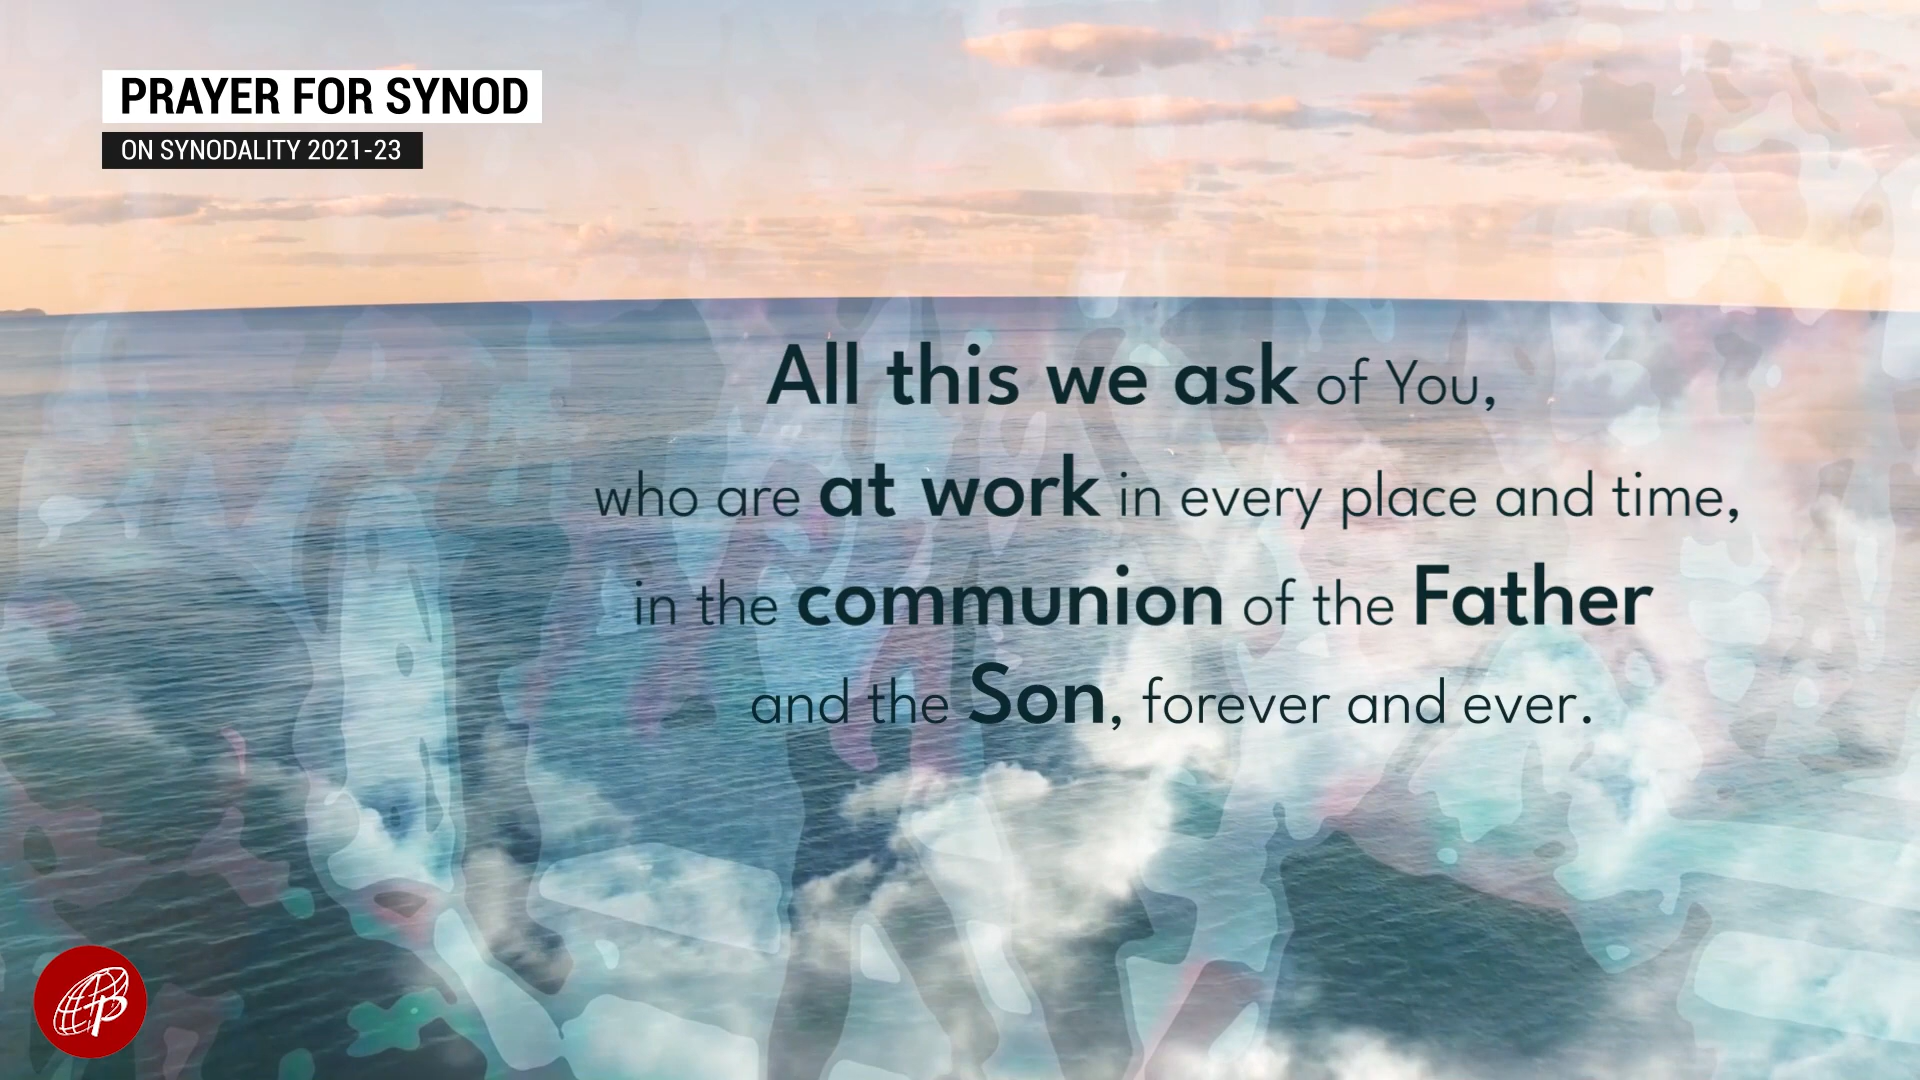 PRAYER FOR SYNOD
ON SYNODALITY 2021-23
All this we ask of You,
who are at work in every place and time,
in the communion of the Father
and the Son, forever and ever.